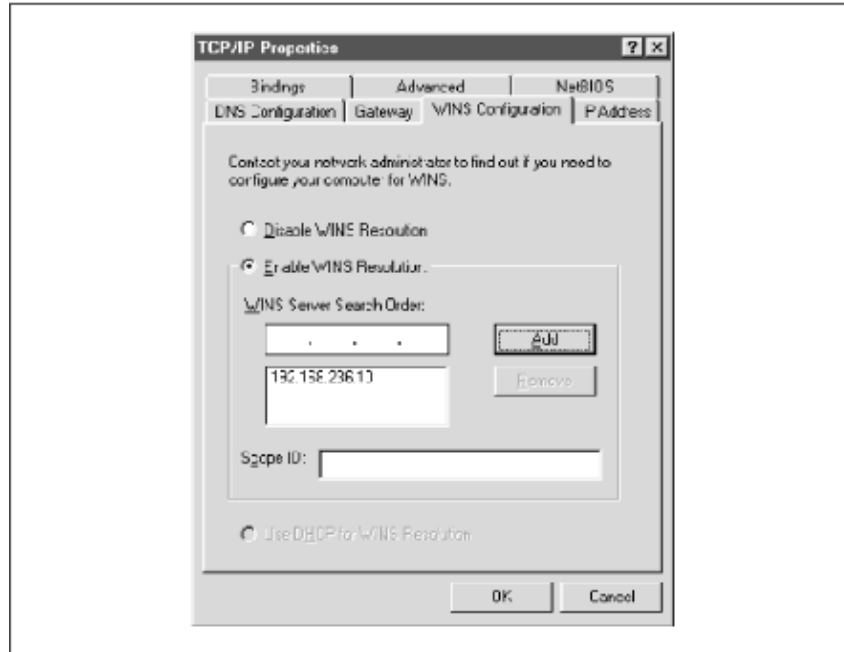 TCP/IP Properties
Bindings Advanced NetBIOS
DNS Configuration Gateway WINS Configuration IP Address
Contact your network administrator to find out if you need to
configure your computer for WINS.
Disable WINS Resolution
Enable WINS Resolution:
WINS Server Search Order:
Add
192.168.236.10
Remove
Scope ID:
Use DHCP for WINS Resolution
OK Cancel